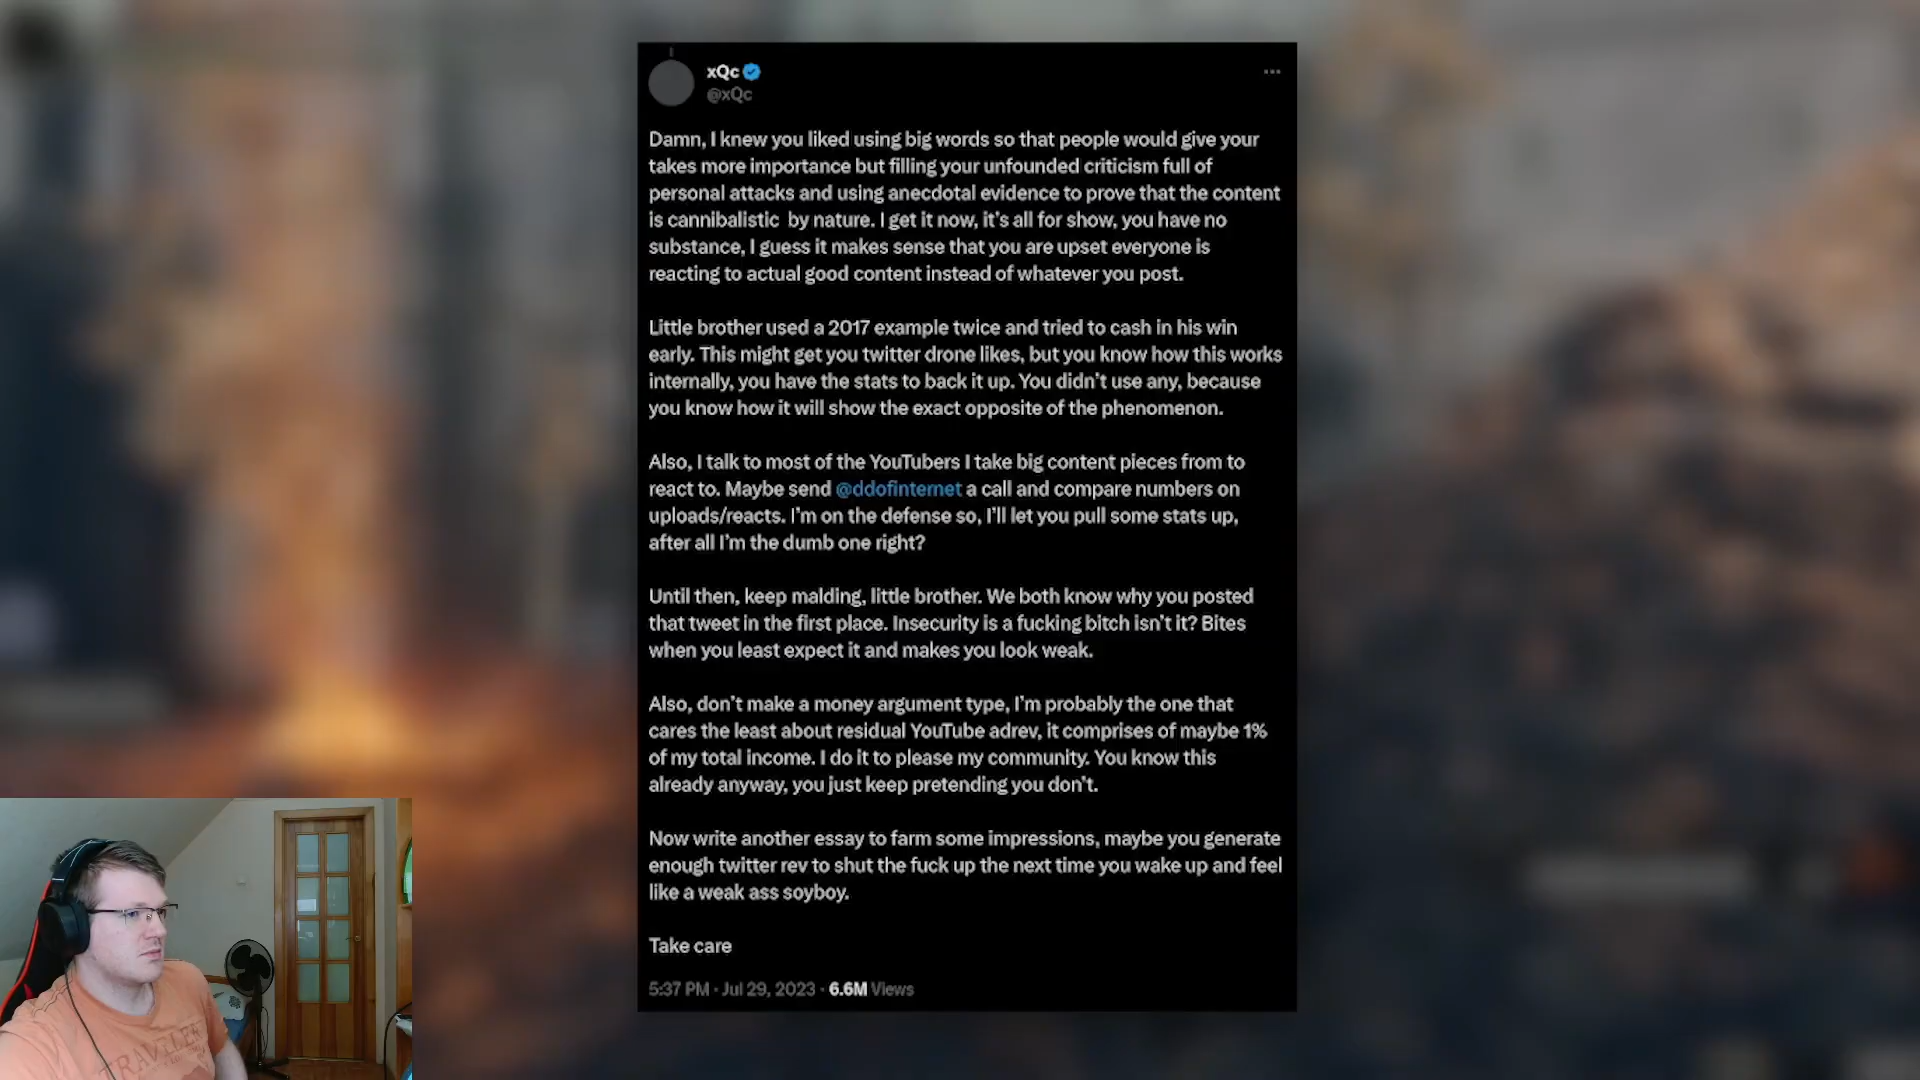 xQc
@xQc
Damn, I knew you liked using big words so that people would give your
takes more importance but filling your unfounded criticism full of
personal attacks and using anecdotal evidence to prove that the content
is cannibalistic  by nature. I get it now, it's all for show, you have no
substance, I guess it makes sense that you are upset everyone is
reacting to actual good content instead of whatever you post.
Little brother used a 2017 example twice and tried to cash in his win
early. This might get you twitter drone likes, but you know how this works
internally, you have the stats to back it up. You didn't use any, because
you know how it will show the exact opposite of the phenomenon.
Also, I talk to most of the YouTubers I take big content pieces from to
react to. Maybe send @ddofinternet a call and compare numbers on
uploads/reacts. I'm on the defense so, I'll let you pull some stats up,
after all I'm the dumb one right?
Until then, keep malding, little brother. We both know why you posted
that tweet in the first place. Insecurity is a fucking bitch isn't it? Bites
when you least expect it and makes you look weak.
Also, don't make a money argument type, I'm probably the one that
cares the least about residual YouTube adrev, it comprises of maybe 1%
of my total income. I do it to please my community. You know this
already anyway, you just keep pretending you don't.
Now write another essay to farm some impressions, maybe you generate
enough twitter rev to shut the fuck up the next time you wake up and feel
like a weak ass soyboy.
Take care
5:37 PM · Jul 29, 2023 · 6.6M Views
TRAVELER